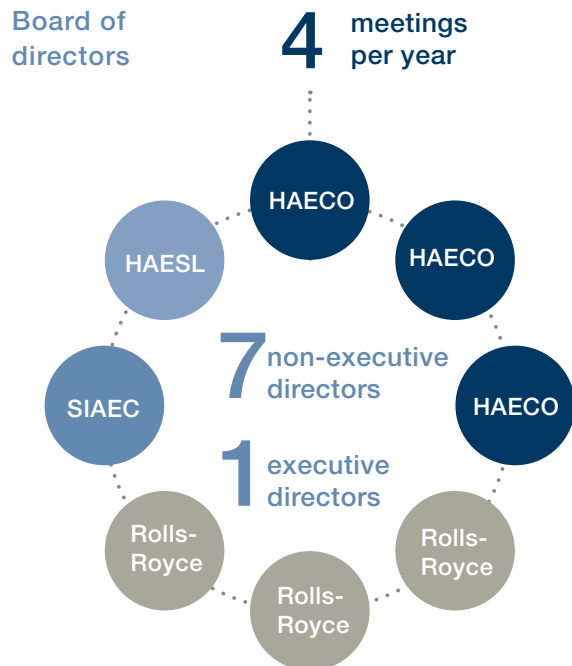 Board of
directors
4
meetings
per year
HAECO
HAESL
HAECO
7
non-executive
directors
SIAEC
HAECO
1
executive
directors
Rolls-
Royce
Rolls-
Royce
Rolls-
Royce